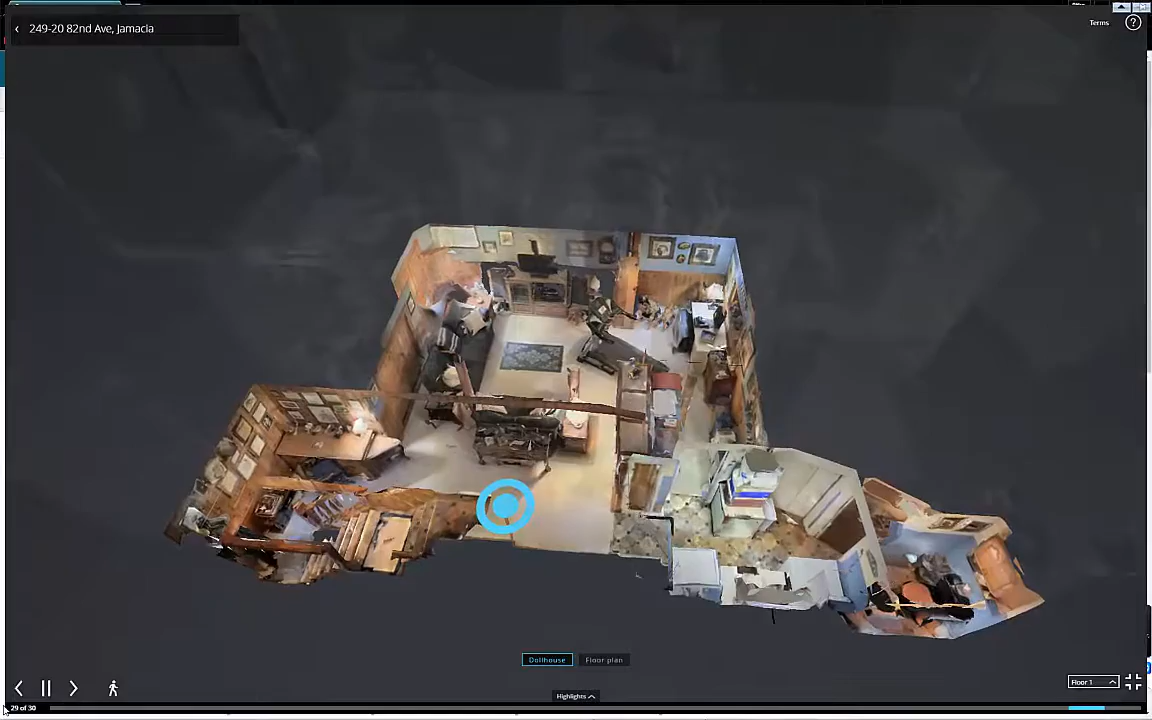 249-20 82nd Ave, Jamacia
Terms
?
Dollhouse
Floor plan
Highlights
Floor 1
29 of 30